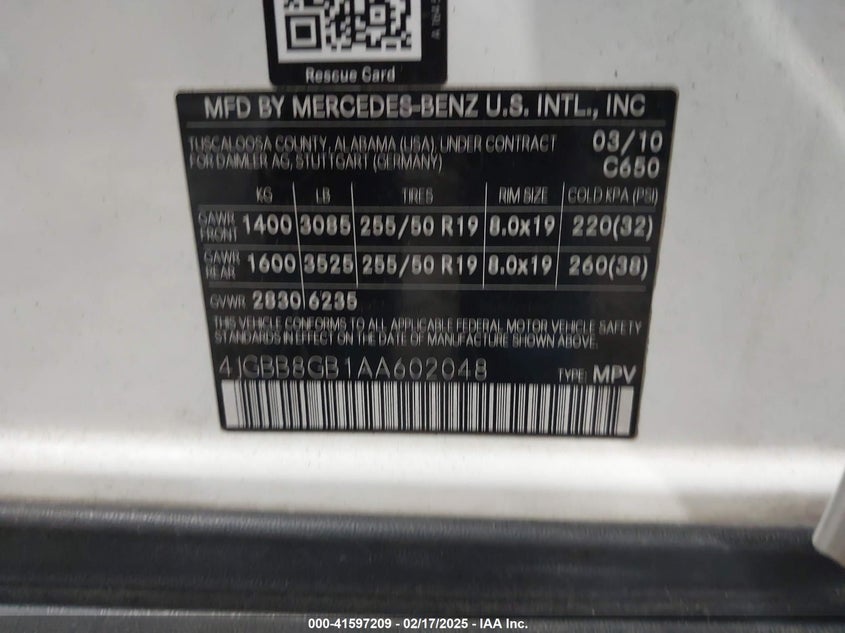 Rescue Card
MFD BY MERCEDES-BENZ U.S. INTL., INC
TUSCALOOSA COUNTY, ALABAMA (USA), UNDER CONTRACT 03/10
FOR DAIMLER AG, STUTTGART (GERMANY) C650
KG LB TIRES RIM SIZE COLD KPA (PSI)
GAWR FRONT 1400 3085 255/50 R19 8.0x19 220(32)
GAWR REAR 1600 3525 255/50 R19 8.0x19 260(38)
GVWR 2830 6235
THIS VEHICLE CONFORMS TO ALL APPLICABLE FEDERAL MOTOR VEHICLE SAFETY
STANDARDS IN EFFECT ON THE DATE OF MANUFACTURE SHOWN ABOVE.
4JGBB8GB1AA602048 TYPE: MPV
000-41597209 — 02/17/2025 — IAA Inc.